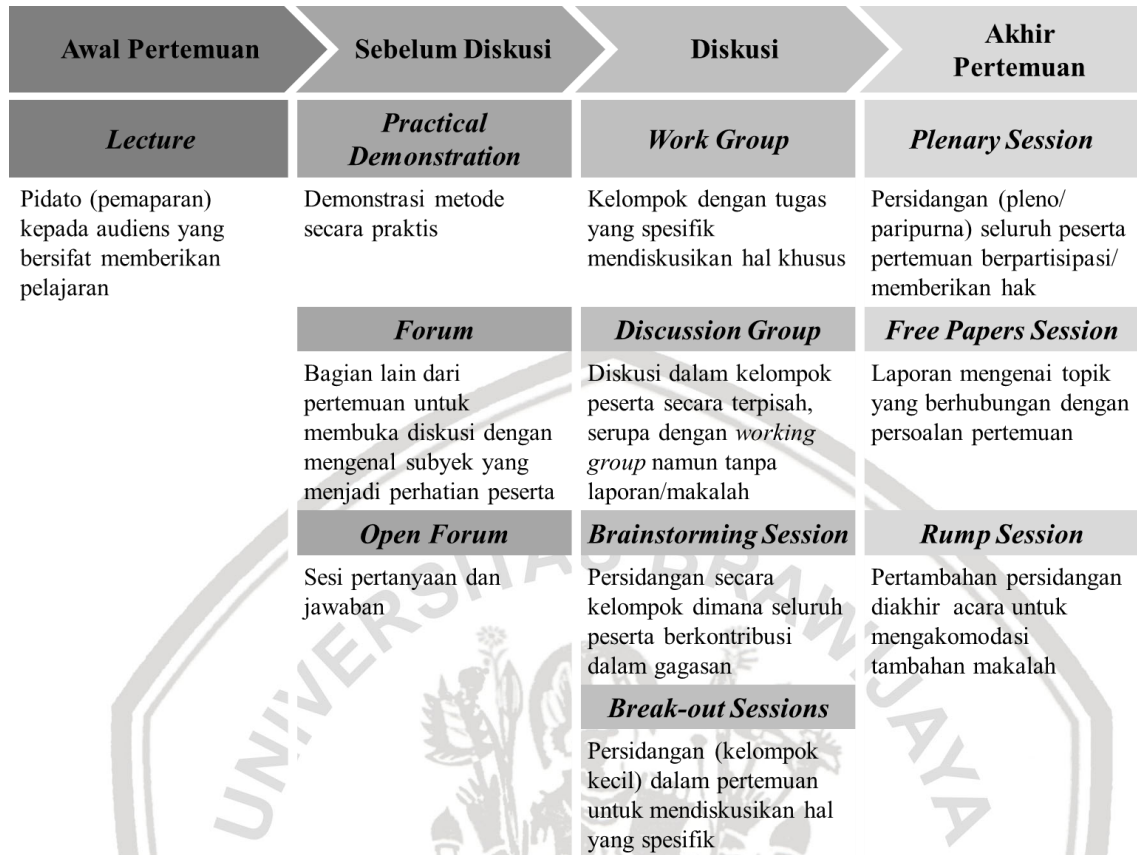 Awal Pertemuan
Sebelum Diskusi
Diskusi
Akhir
Pertemuan
Lecture
Pidato (pemaparan)
kepada audiens yang
bersifat memberikan
pelajaran
Practical
Demonstration
Demonstrasi metode
secara praktis
Forum
Bagian lain dari
pertemuan untuk
membuka diskusi dengan
mengenal subyek yang
menjadi perhatian peserta
Open Forum
Sesi pertanyaan dan
jawaban
Work Group
Kelompok dengan tugas
yang spesifik
mendiskusikan hal khusus
Discussion Group
Diskusi dalam kelompok
peserta secara terpisah,
serupa dengan working
group namun tanpa
laporan/makalah
Brainstorming Session
Persidangan secara
kelompok dimana seluruh
peserta berkontribusi
dalam gagasan
Break-out Sessions
Persidangan (kelompok
kecil) dalam pertemuan
untuk mendiskusikan hal
yang spesifik
Plenary Session
Persidangan (pleno/
paripurna) seluruh peserta
pertemuan berpartisipasi/
memberikan hak
Free Papers Session
Laporan mengenai topik
yang berhubungan dengan
persoalan pertemuan
Rump Session
Pertambahan persidangan
diakhir acara untuk
mengakomodasi
tambahan makalah
UNIVERSITAS BRAWIJAYA